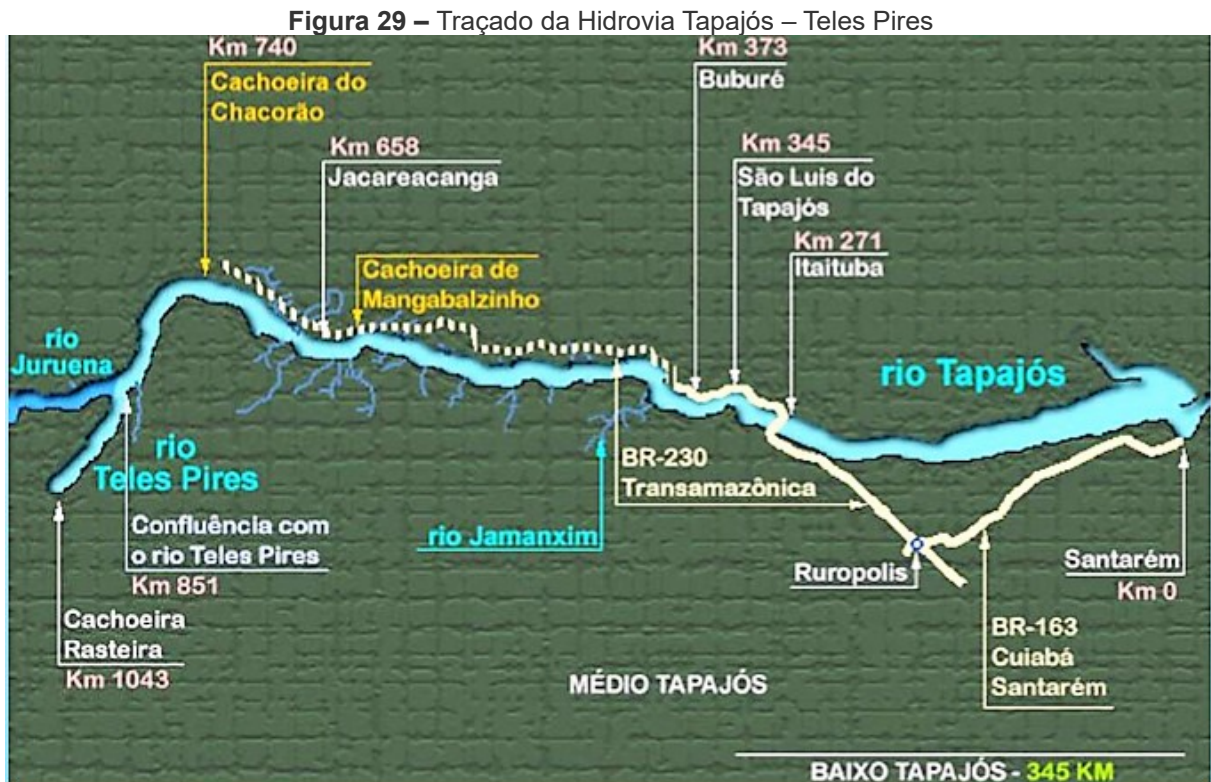 Figura 29 – Traçado da Hidrovia Tapajós – Teles Pires
Km 740
Cachoeira do
Chacorão
Km 373
Buburé
Km 658
Jacareacanga
Km 345
São Luis do
Tapajós
Km 271
Itaituba
Cachoeira de
Mangabalzinho
rio
Juruena
rio Tapajós
rio
Teles Pires
BR-230
Transamazônica
Confluência com
o rio Teles Pires
Km 851
rio Jamanxim
Ruropolis
Santarém
Km 0
Cachoeira
Rasteira
Km 1043
BR-163
Cuiabá
Santarém
MÉDIO TAPAJÓS
BAIXO TAPAJÓS - 345 KM